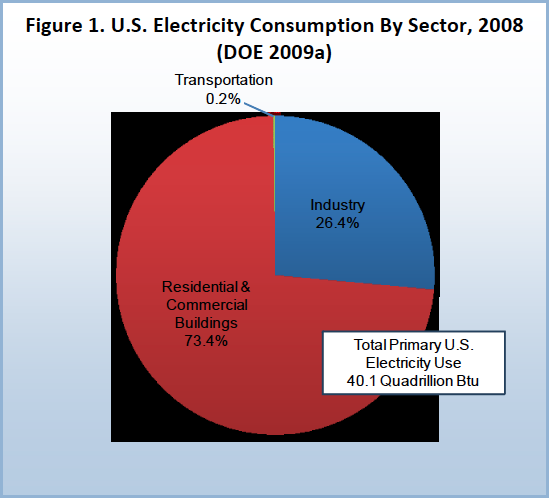 Figure 1. U.S. Electricity Consumption By Sector, 2008
(DOE 2009a)
Transportation
0.2%
Industry
26.4%
Residential &
Commercial
Buildings
73.4%
Total Primary U.S.
Electricity Use
40.1 Quadrillion Btu